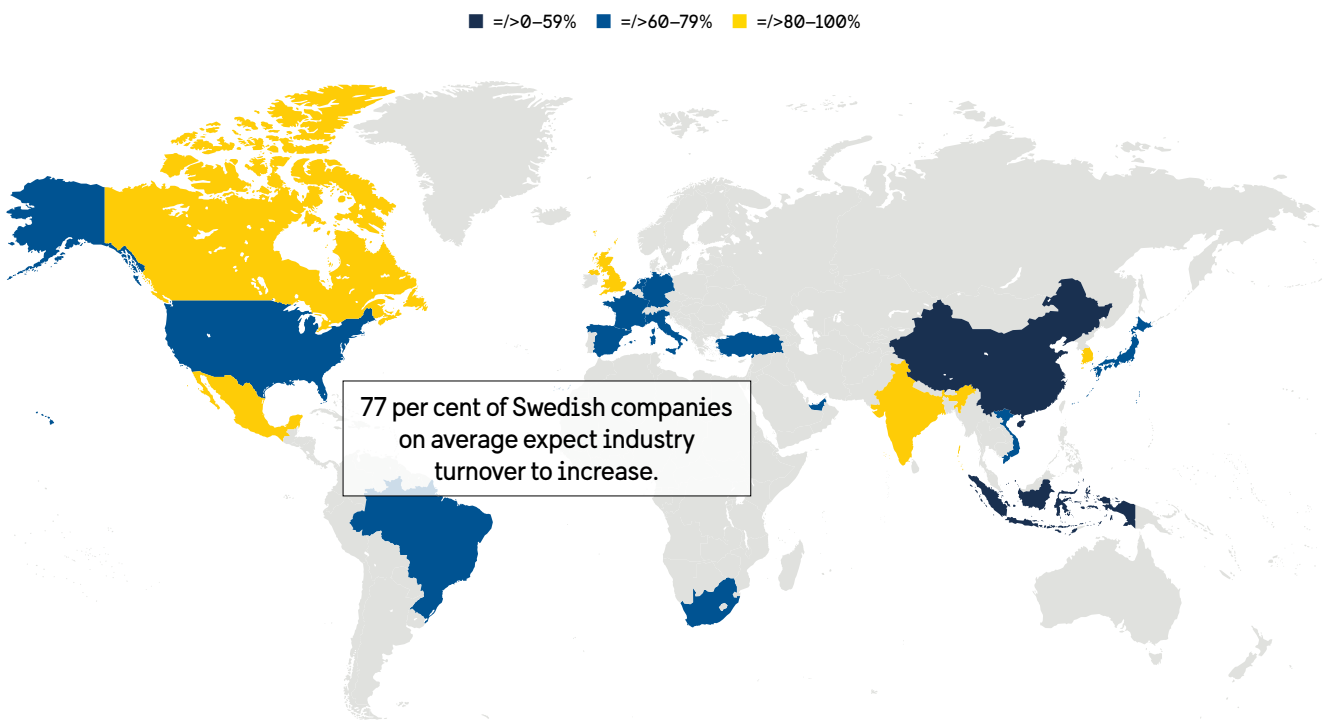 =/>0–59% =/>60–79% =/>80–100%
77 per cent of Swedish companies
on average expect industry
turnover to increase.